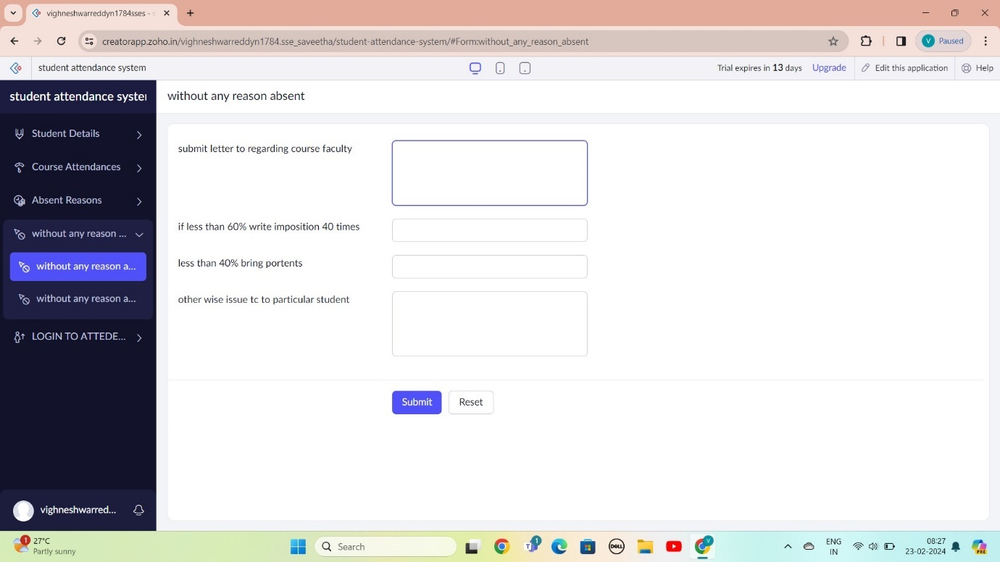 vighneshwarreddyn1784sses - s
creatorapp.zoho.in/vighneshwarreddyn1784.sse_saveetha/student-attendance-system/#Form:without_any_reason_absent
V Paused
student attendance system
Trial expires in 13 days Upgrade Edit this application Help
student attendance syster
without any reason absent
Student Details
Course Attendances
Absent Reasons
without any reason ...
without any reason a...
without any reason a...
LOGIN TO ATTEDE...
submit letter to regarding course faculty
if less than 60% write imposition 40 times
less than 40% bring portents
other wise issue tc to particular student
Submit Reset
vighneshwarred...
1
27°C
Partly sunny
Search
1
DELL
V
ENG
IN
08:27
23-02-2024
PRE